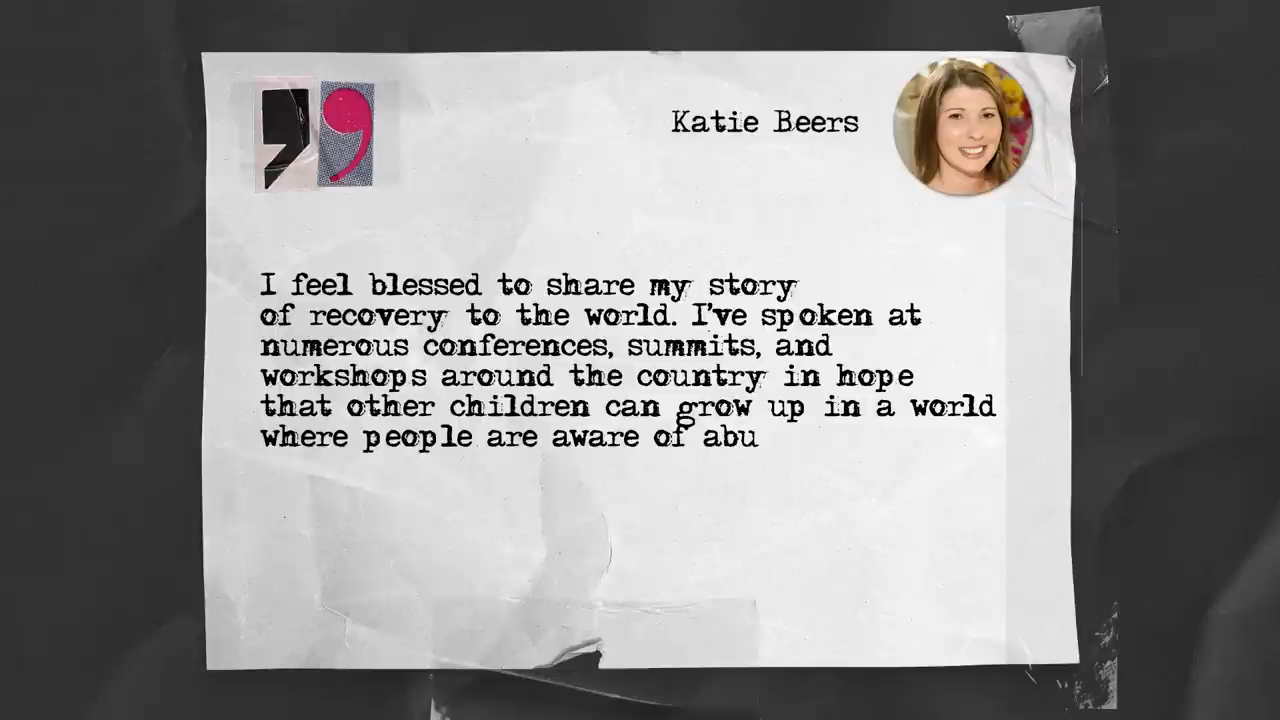 Katie Beers
I feel blessed to share my story
of recovery to the world. I've spoken at
numerous conferences, summits, and
workshops around the country in hope
that other children can grow up in a world
where people are aware of abu